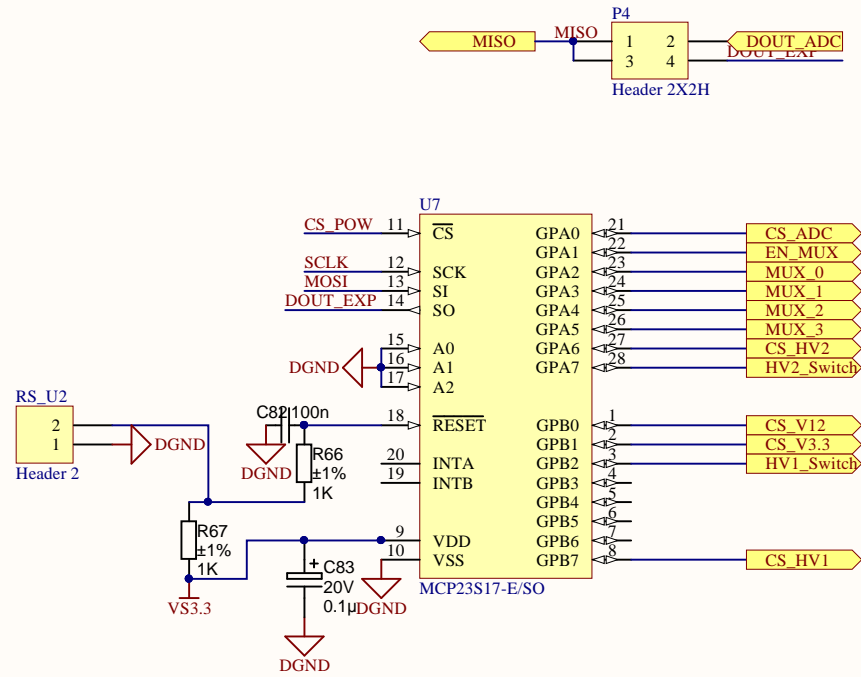 P4
MISO MISO 1 2 DOUT_ADC
3 4 DOUT_EXP
Header 2X2H
U7
CS_POW 11 CS GPA0 21 CS_ADC
GPA1 22 EN_MUX
SCLK 12 SCK GPA2 23 MUX_0
MOSI 13 SI GPA3 24 MUX_1
DOUT_EXP 14 SO GPA4 25 MUX_2
GPA5 26 MUX_3
15 A0 GPA6 27 CS_HV2
DGND 16 A1 GPA7 28 HV2_Switch
17 A2
RS_U2
C82 100n 18 RESET GPB0 1 CS_V12
2
1 DGND
GPB1 2 CS_V3.3
Header 2
DGND R66 20 INTA GPB2 3 HV1_Switch
±1% 19 INTB GPB3 4
1K GPB4 5
GPB5 6
R67 9 VDD GPB6 7
±1% 10 VSS GPB7 8 CS_HV1
1K
C83
20V
0.1µ DGND
MCP23S17-E/SO
VS3.3
DGND